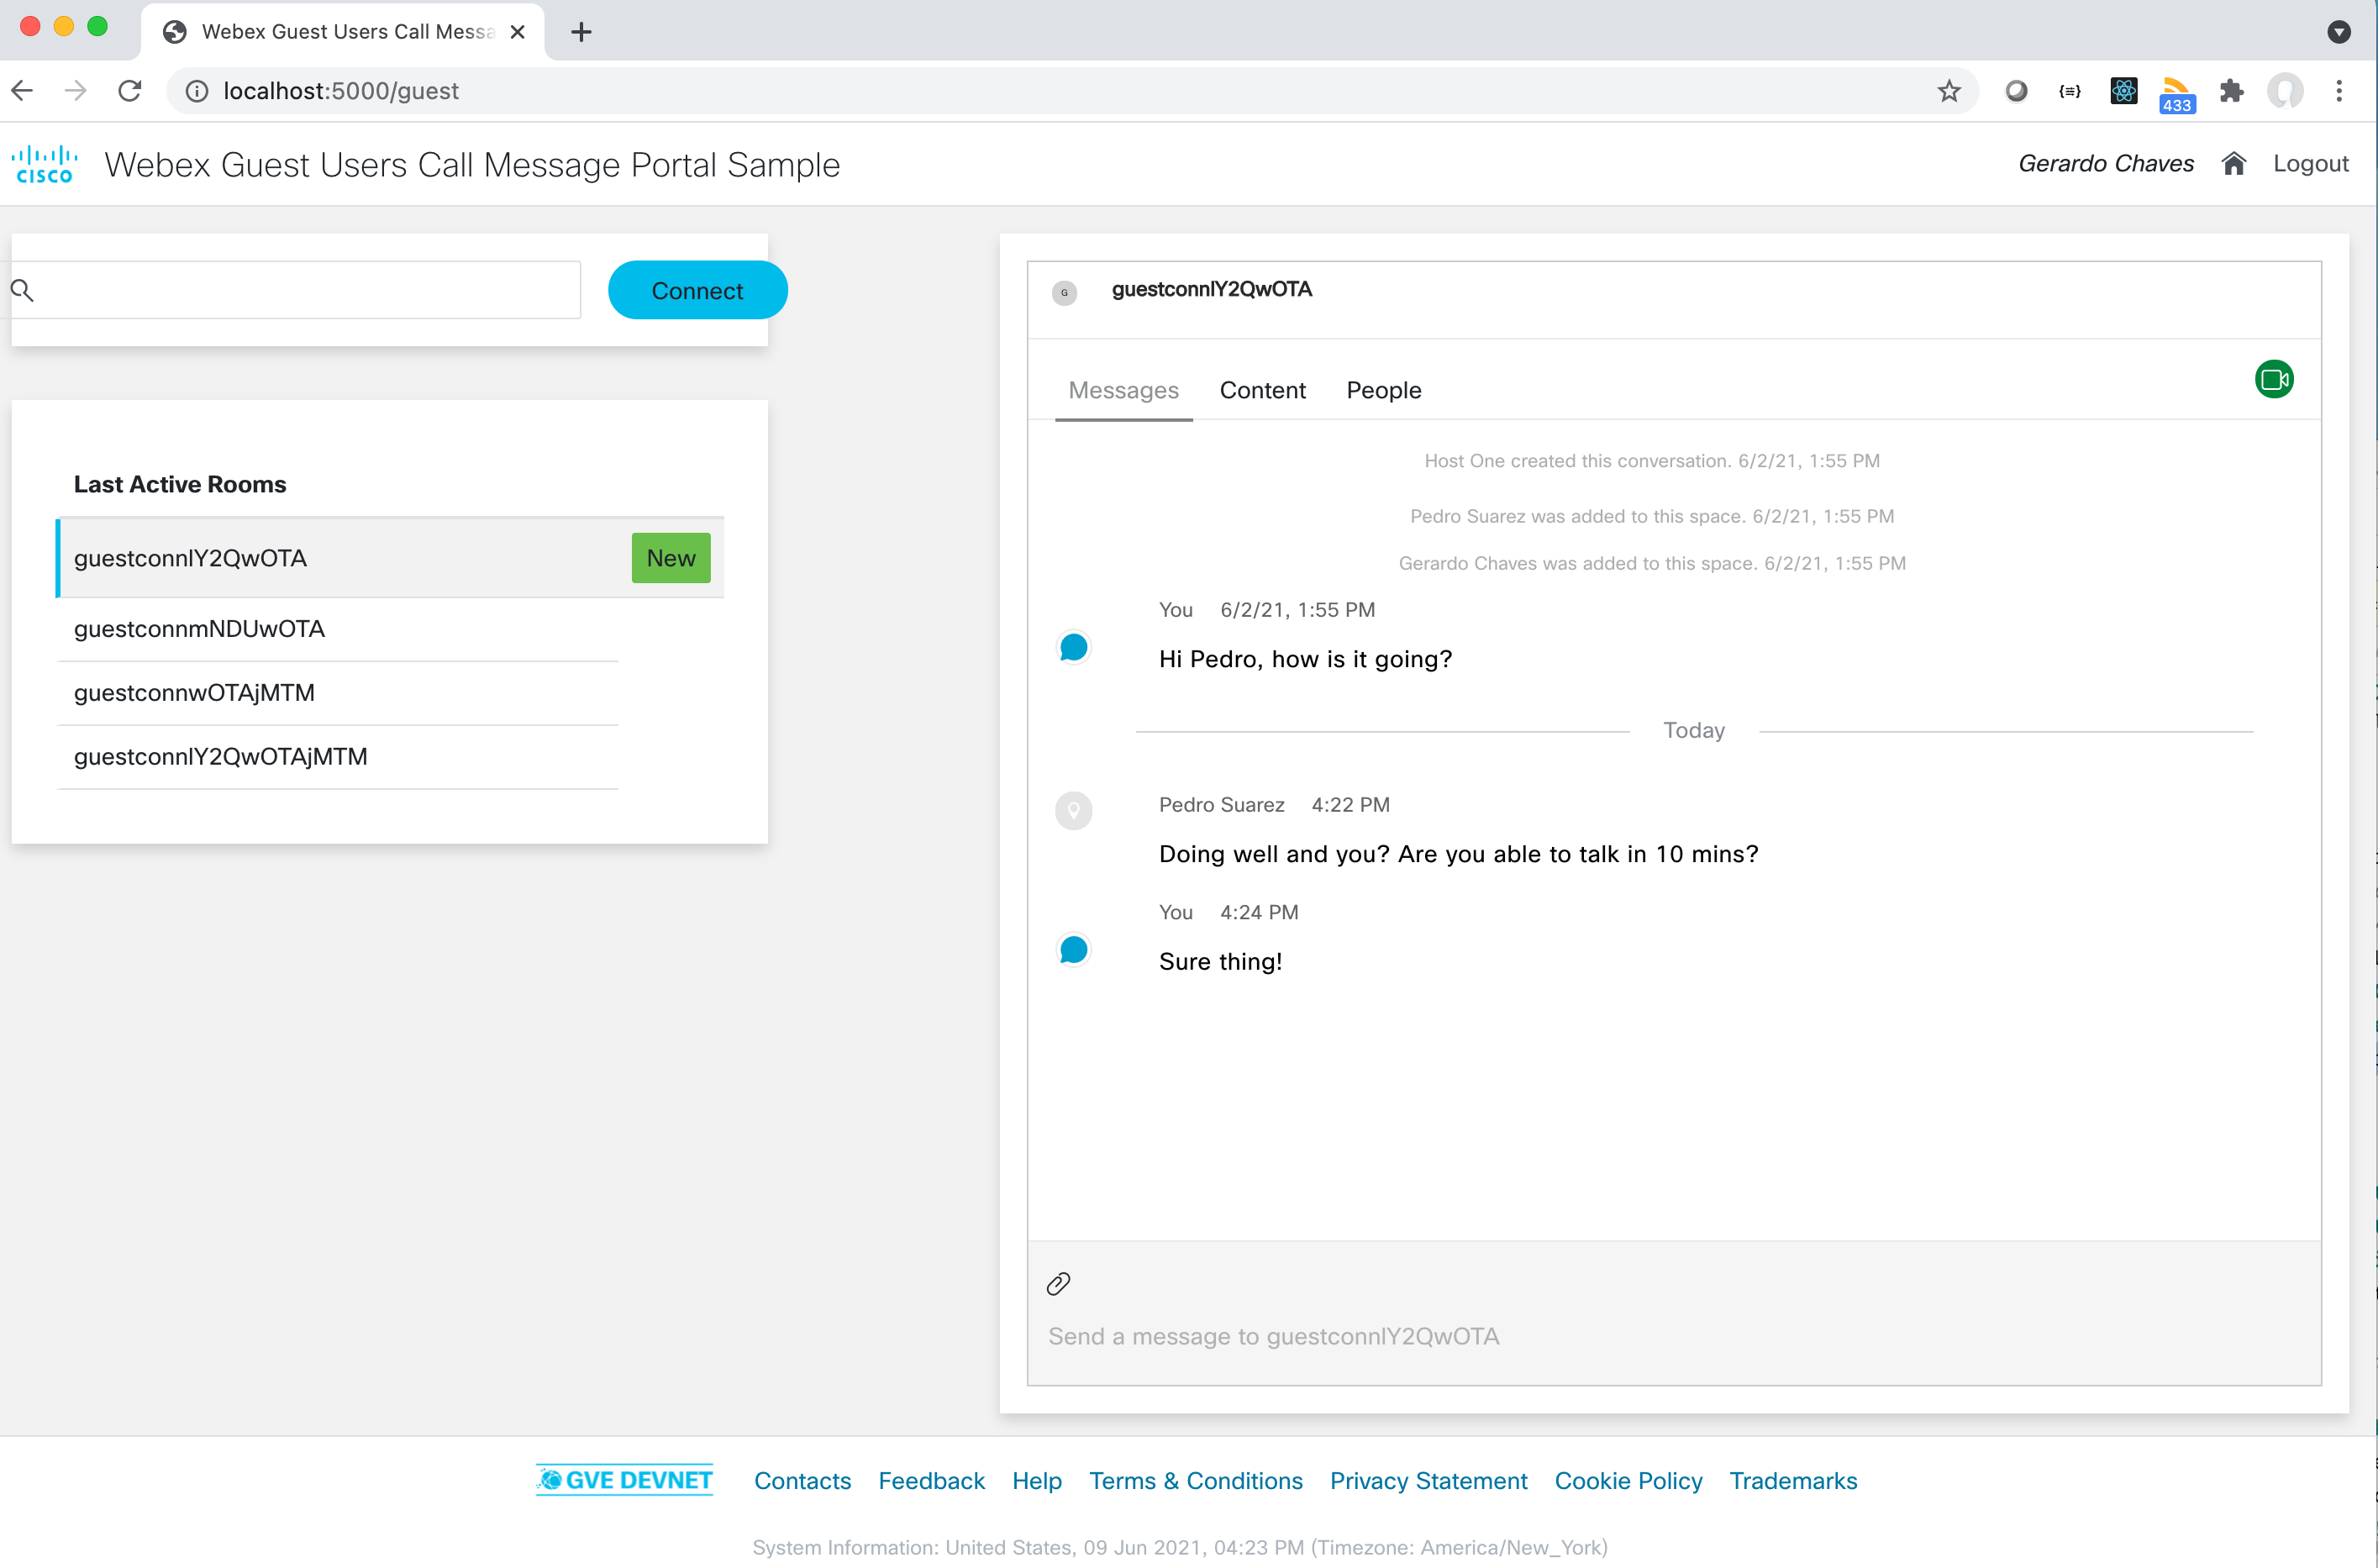 Webex Guest Users Call Messa
localhost:5000/guest
433
CISCO
Webex Guest Users Call Message Portal Sample
Gerardo Chaves
Logout
Connect
Last Active Rooms
guestconnlY2QwOTA
New
guestconnmNDUwOTA
guestconnwOTAjMTM
guestconnlY2QwOTAjMTM
G
guestconnlY2QwOTA
Messages
Content
People
Host One created this conversation. 6/2/21, 1:55 PM
Pedro Suarez was added to this space. 6/2/21, 1:55 PM
Gerardo Chaves was added to this space. 6/2/21, 1:55 PM
You 6/2/21, 1:55 PM
Hi Pedro, how is it going?
Today
Pedro Suarez 4:22 PM
Doing well and you? Are you able to talk in 10 mins?
You 4:24 PM
Sure thing!
Send a message to guestconnlY2QwOTA
GVE DEVNET
Contacts
Feedback
Help
Terms & Conditions
Privacy Statement
Cookie Policy
Trademarks
System Information: United States, 09 Jun 2021, 04:23 PM (Timezone: America/New_York)